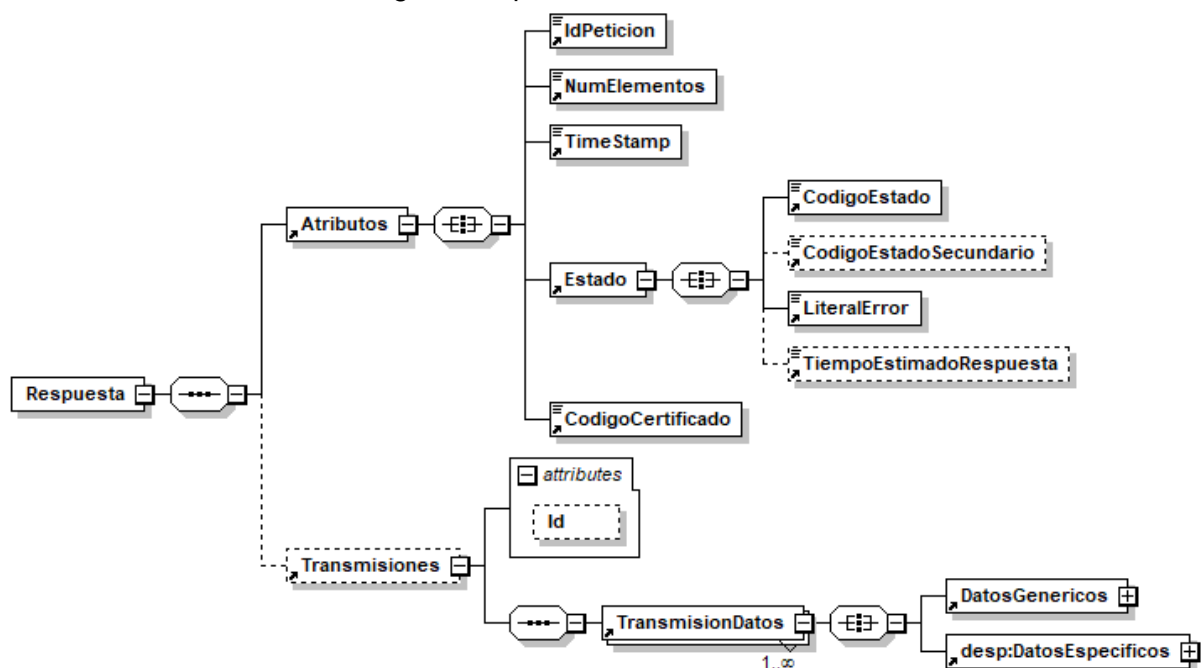 IdPeticion
NumElementos
TimeStamp
CodigoEstado
Atributos
CodigoEstadoSecundario
Estado
LiteralError
TiempoEstimadoRespuesta
Respuesta
CodigoCertificado
attributes
Id
Transmisiones
DatosGenericos
TransmisionDatos
desp:DatosEspecificos
1..∞